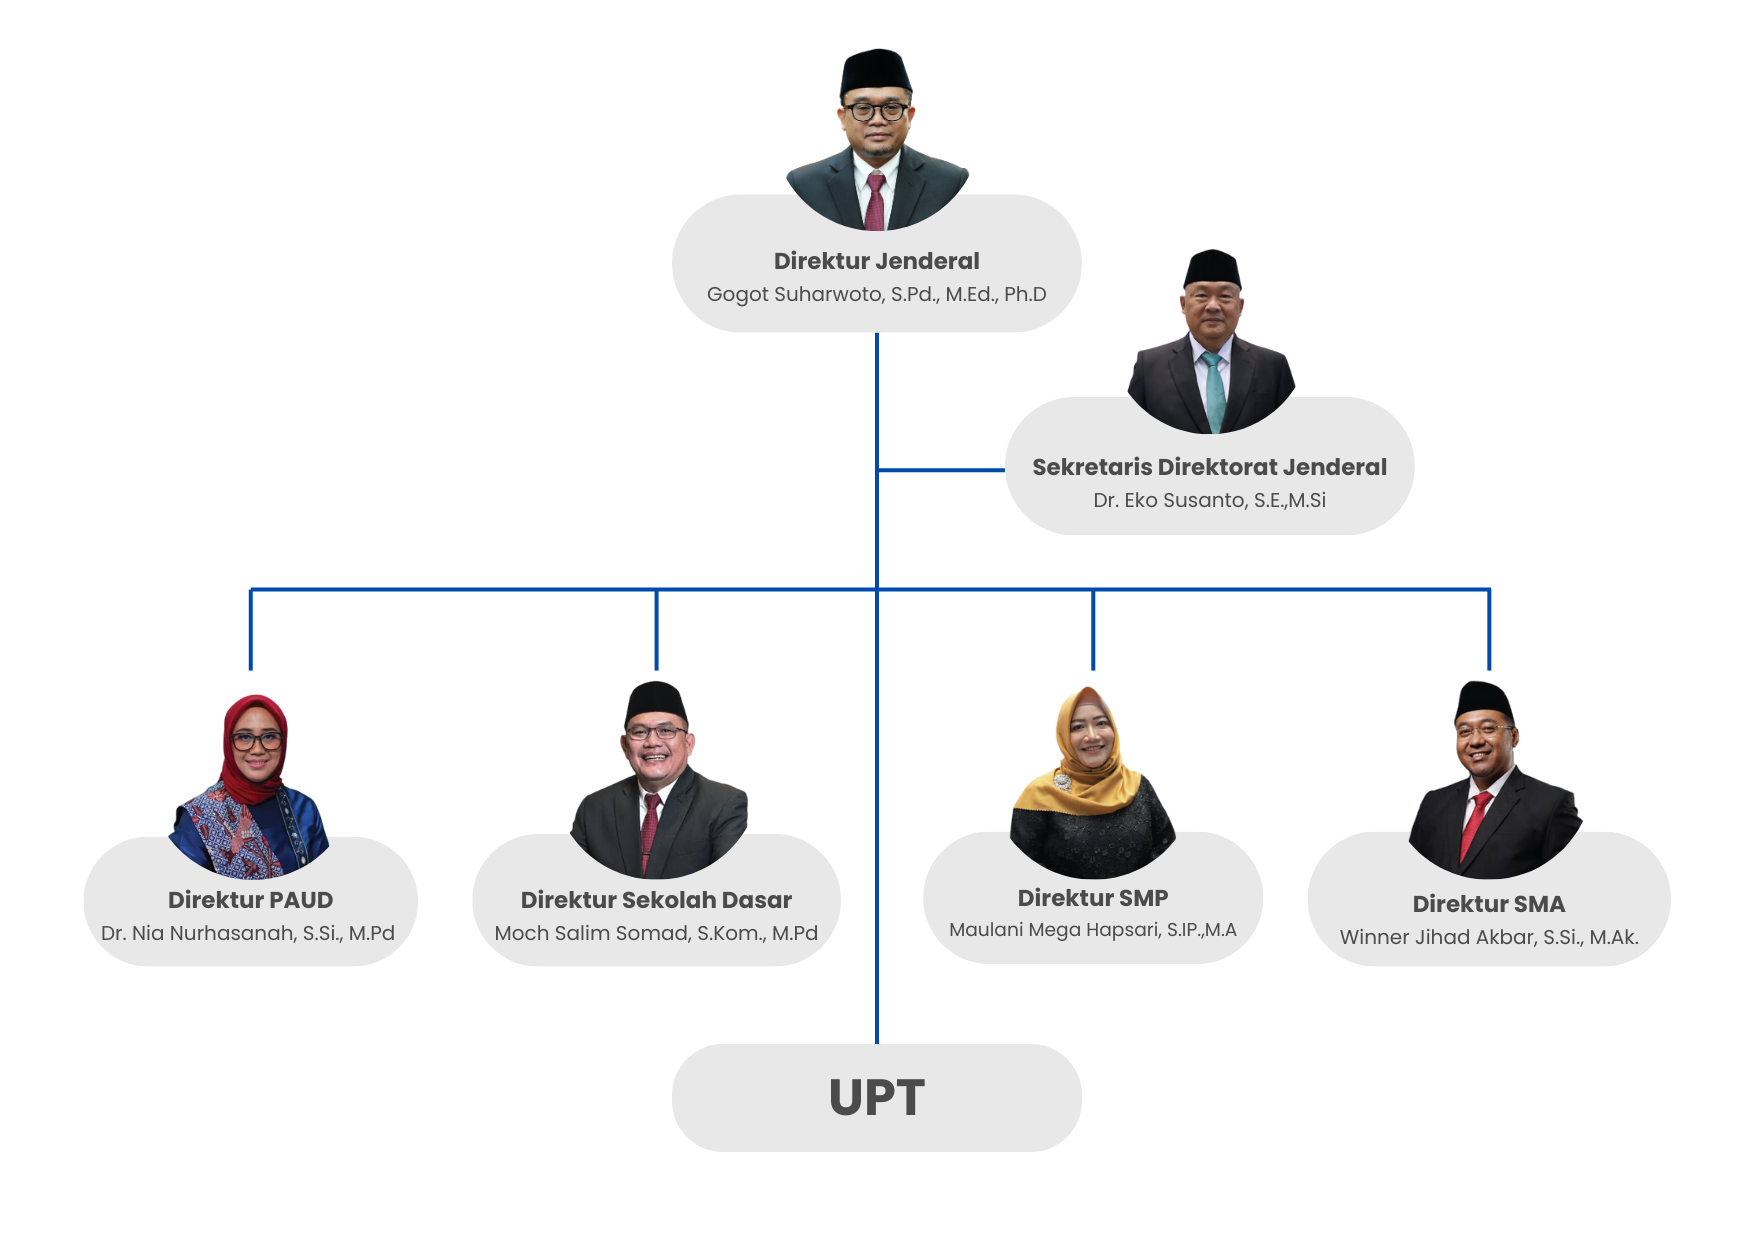 Direktur Jenderal
Gogot Suharwoto, S.Pd., M.Ed., Ph.D
Sekretaris Direktorat Jenderal
Dr. Eko Susanto, S.E.,M.Si
Direktur PAUD
Dr. Nia Nurhasanah, S.Si., M.Pd
Direktur Sekolah Dasar
Moch Salim Somad, S.Kom., M.Pd
Direktur SMP
Maulani Mega Hapsari, S.IP.,M.A
Direktur SMA
Winner Jihad Akbar, S.Si., M.Ak.
UPT